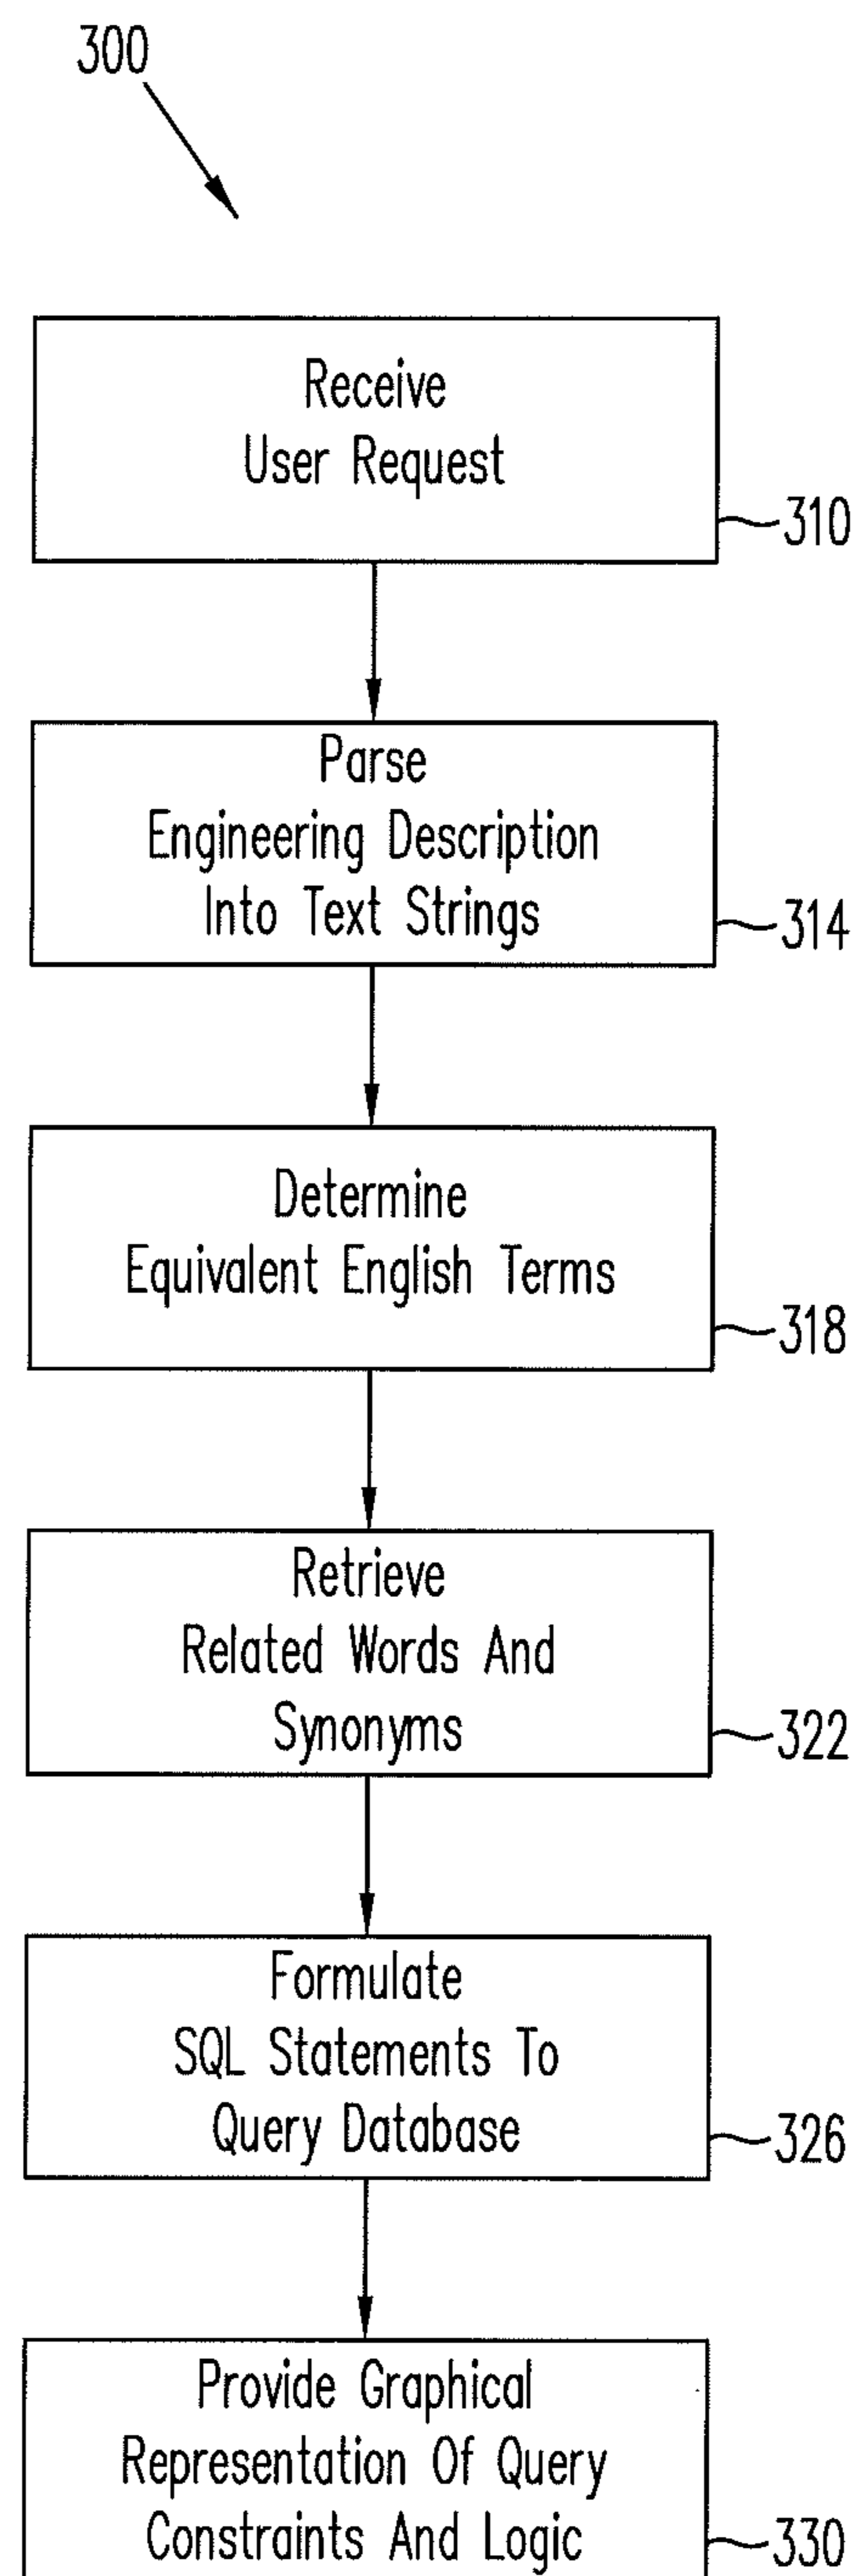 300
Receive
User Request
310
Parse
Engineering Description
Into Text Strings
314
Determine
Equivalent English Terms
318
Retrieve
Related Words And
Synonyms
322
Formulate
SQL Statements To
Query Database
326
Provide Graphical
Representation Of Query
Constraints And Logic
330